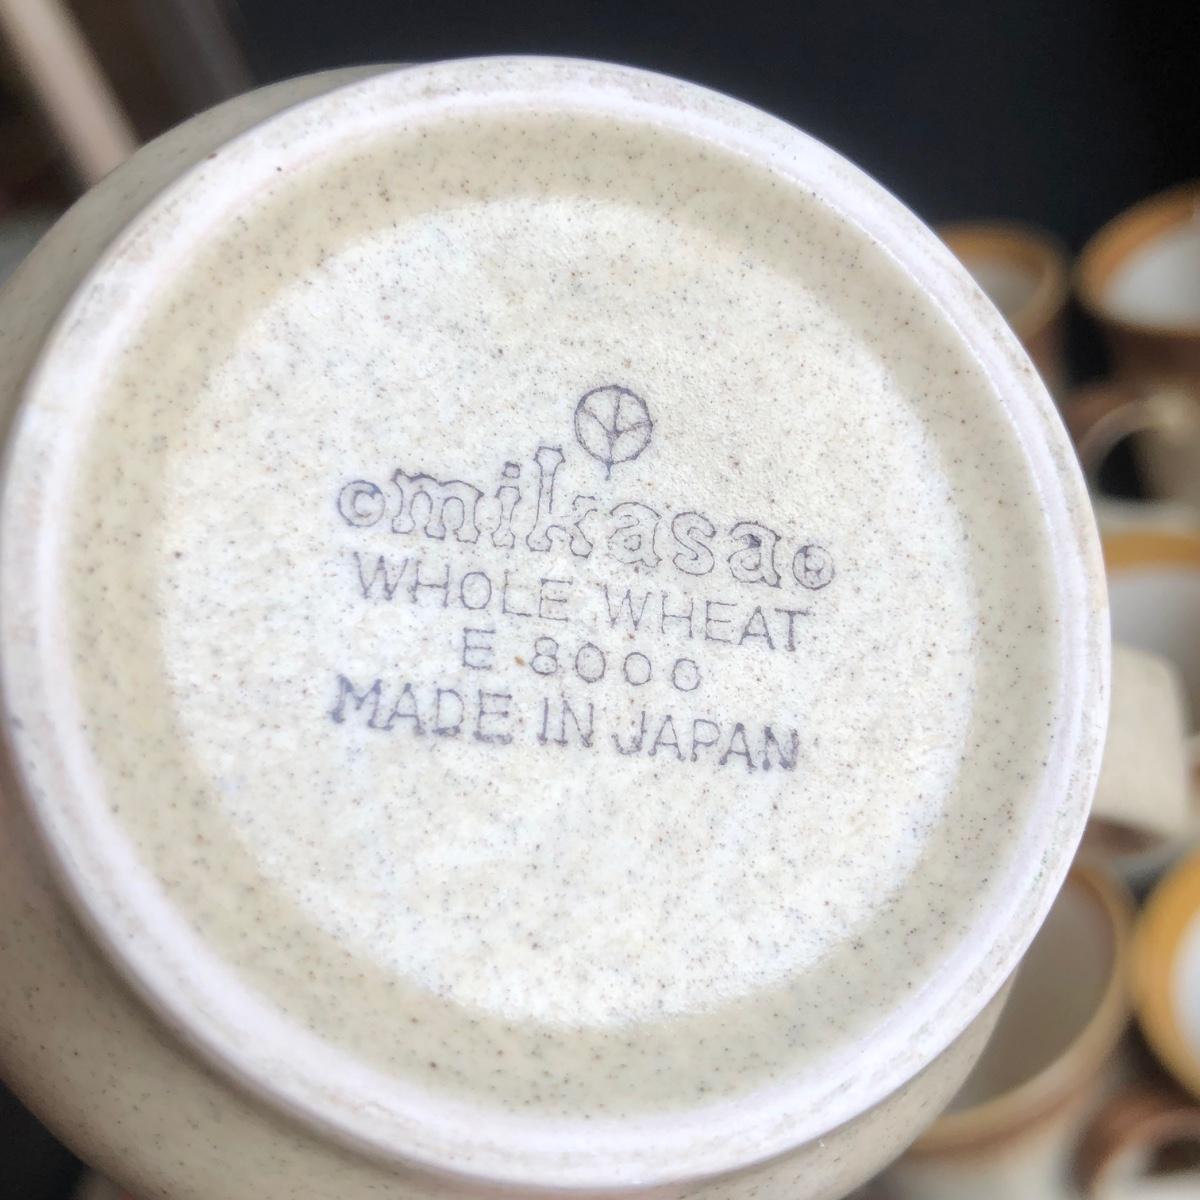 ©mikasa®
WHOLE WHEAT
E 8000
MADE IN JAPAN